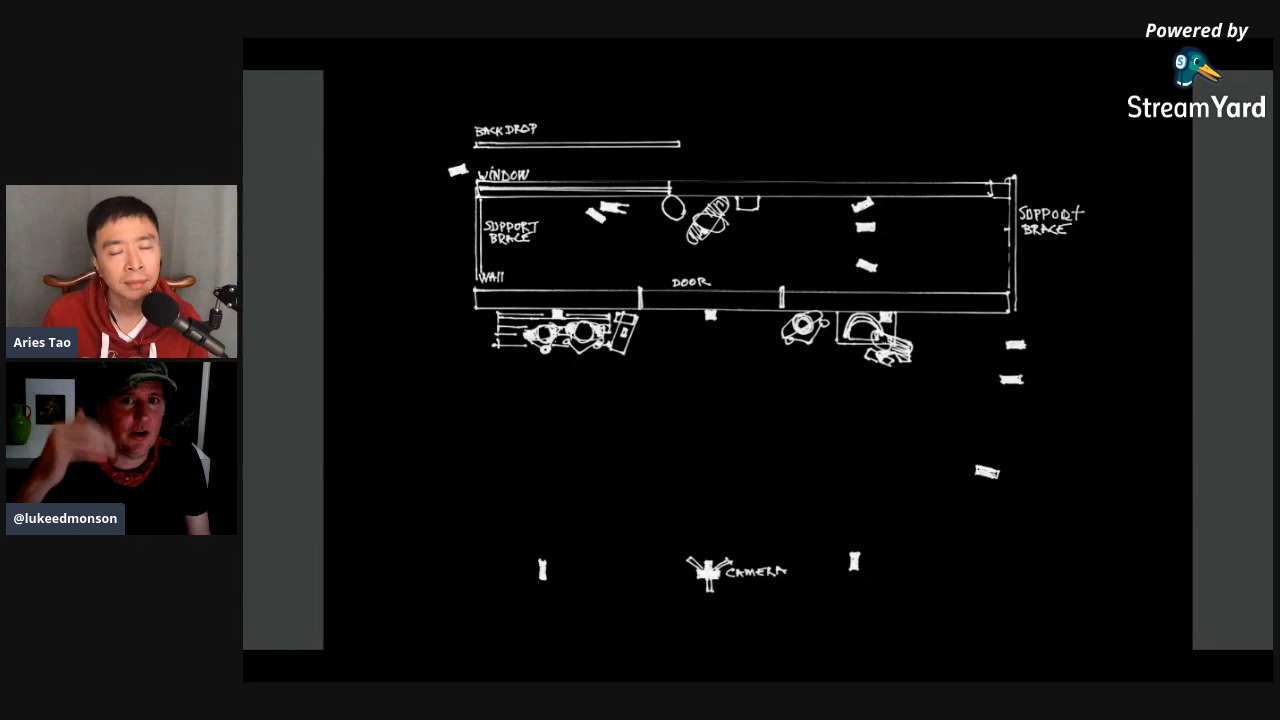 Powered by
StreamYard
BACKDROP
WINDOW
SUPPORT
BRACE
SUPPORT
BRACE
WAll
DOOR
Aries Tao
@lukeedmonson
CAMERA